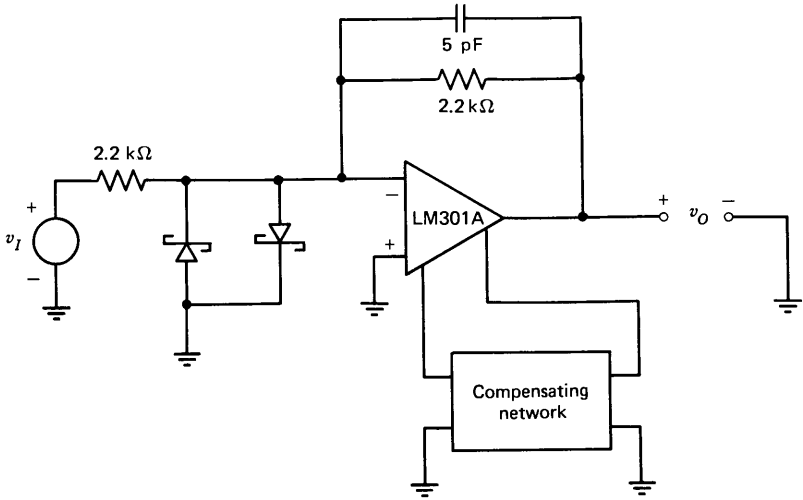 5 pF
2.2 kΩ
2.2 kΩ
+
v_I
−
−
+
LM301A
+
v_O
−
Compensating
network